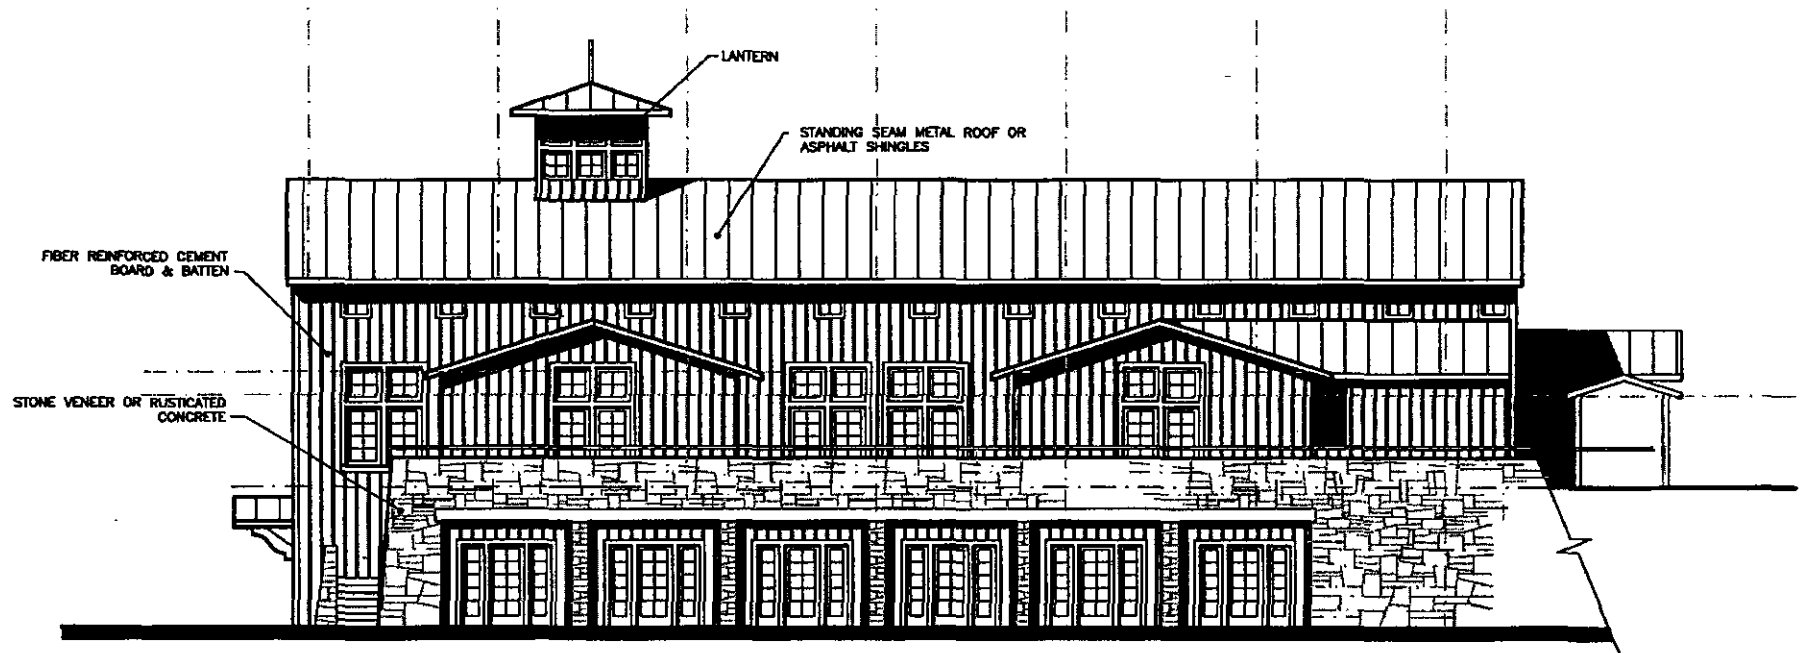 LANTERN
STANDING SEAM METAL ROOF OR
ASPHALT SHINGLES
FIBER REINFORCED CEMENT
BOARD & BATTEN
STONE VENEER OR RUSTICATED
CONCRETE